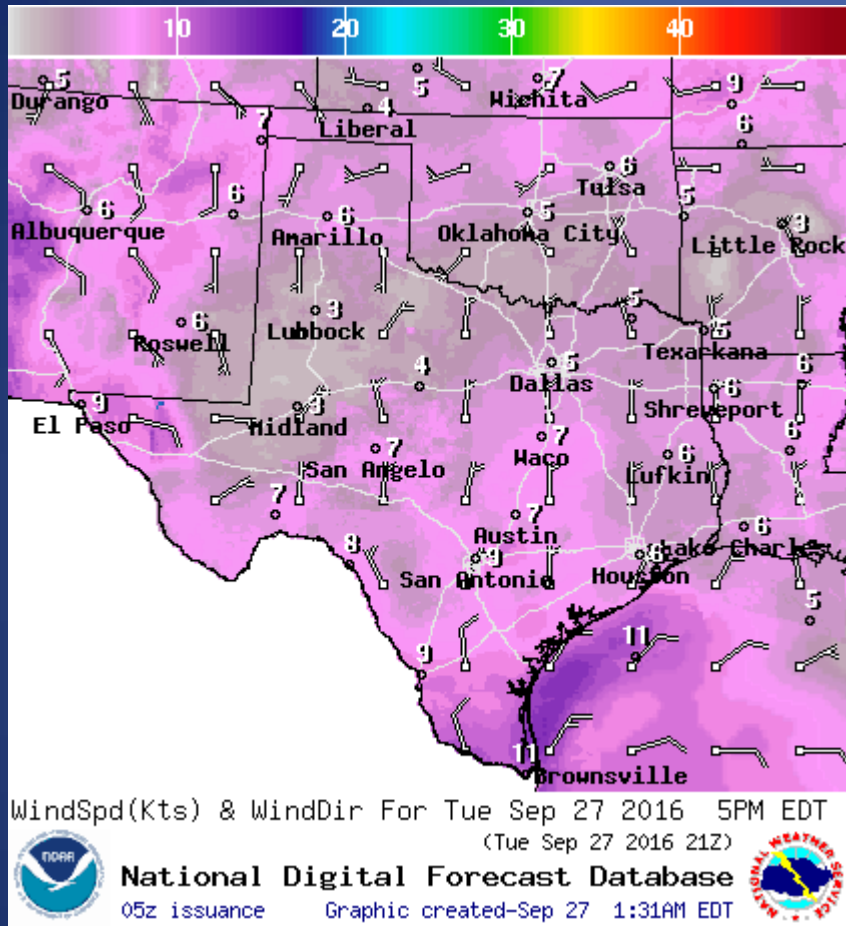 10 20 30 40
5 5 7 9
Durango Wichita
4
Liberal
7 6
6
Tulsa
6 6 6 5 5 3
Albuquerque Amarillo Oklahoma City Little Rock
6 3 5
Roswell Lubbock 5
Texarkana
4 5 6
Dallas
9 6
El Paso Midland Shreveport
7 7 6 6
San Angelo Waco Lufkin
7 7 6
Austin Lake Charles
8 9 6
San Antonio Houston
5
9 11
11
Brownsville
WindSpd(Kts) & WindDir For Tue Sep 27 2016 5PM EDT
(Tue Sep 27 2016 21Z)
NOAA
NATIONAL WEATHER SERVICE
National Digital Forecast Database
05z issuance Graphic created-Sep 27 1:31AM EDT